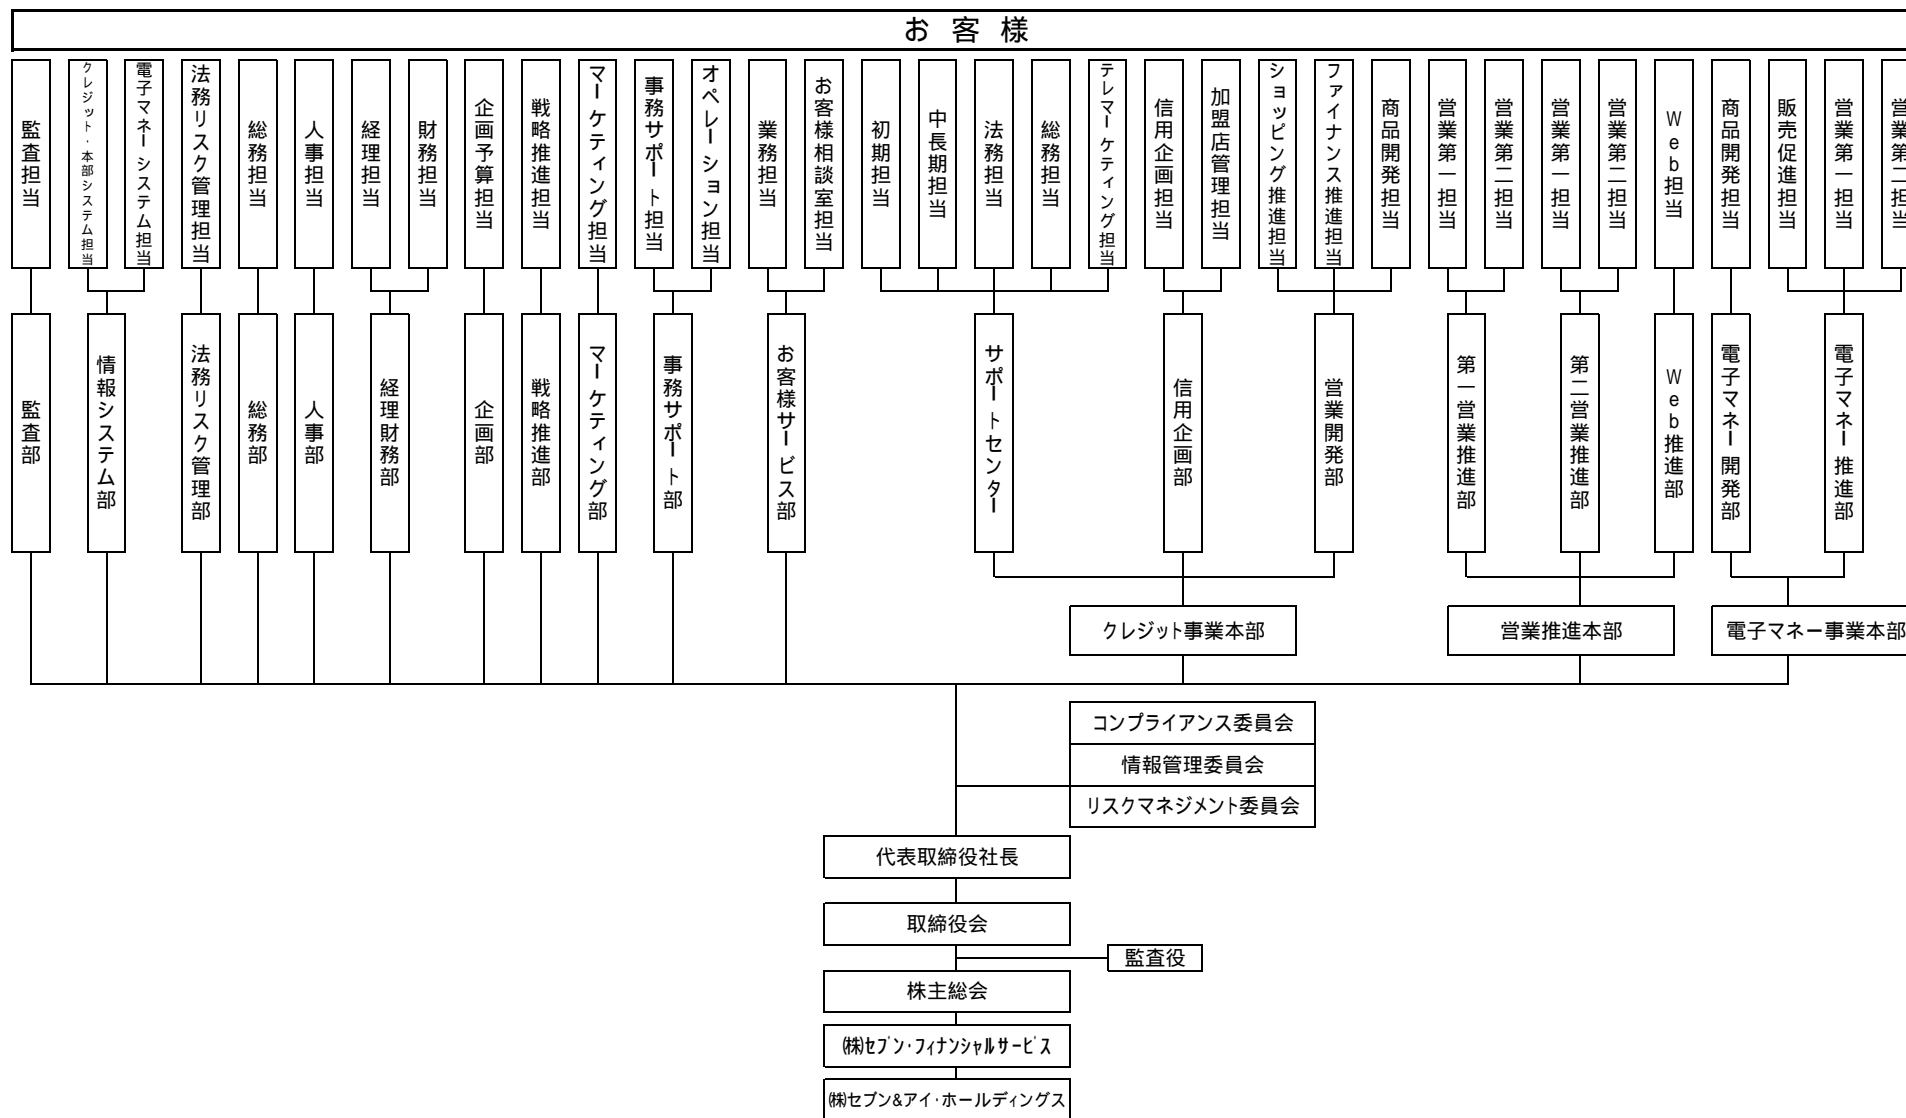 お客様
監査担当
クレジット・本部システム担当
電子マネーシステム担当
法務リスク管理担当
総務担当
人事担当
経理担当
財務担当
企画予算担当
戦略推進担当
マーケティング担当
事務サポート担当
オペレーション担当
業務担当
お客様相談室担当
初期担当
中長期担当
法務担当
総務担当
テレマーケティング担当
信用企画担当
加盟店管理担当
ショッピング推進担当
ファイナンス推進担当
商品開発担当
営業第一担当
営業第二担当
営業第一担当
営業第二担当
Web担当
商品開発担当
販売促進担当
営業第一担当
営業第二担当
監査部
情報システム部
法務リスク管理部
総務部
人事部
経理財務部
企画部
戦略推進部
マーケティング部
事務サポート部
お客様サービス部
サポートセンター
信用企画部
営業開発部
第一営業推進部
第二営業推進部
Web推進部
電子マネー開発部
電子マネー推進部
クレジット事業本部
営業推進本部
電子マネー事業本部
コンプライアンス委員会
情報管理委員会
リスクマネジメント委員会
代表取締役社長
取締役会
監査役
株主総会
㈱セブン・フィナンシャルサービス
㈱セブン&アイ・ホールディングス